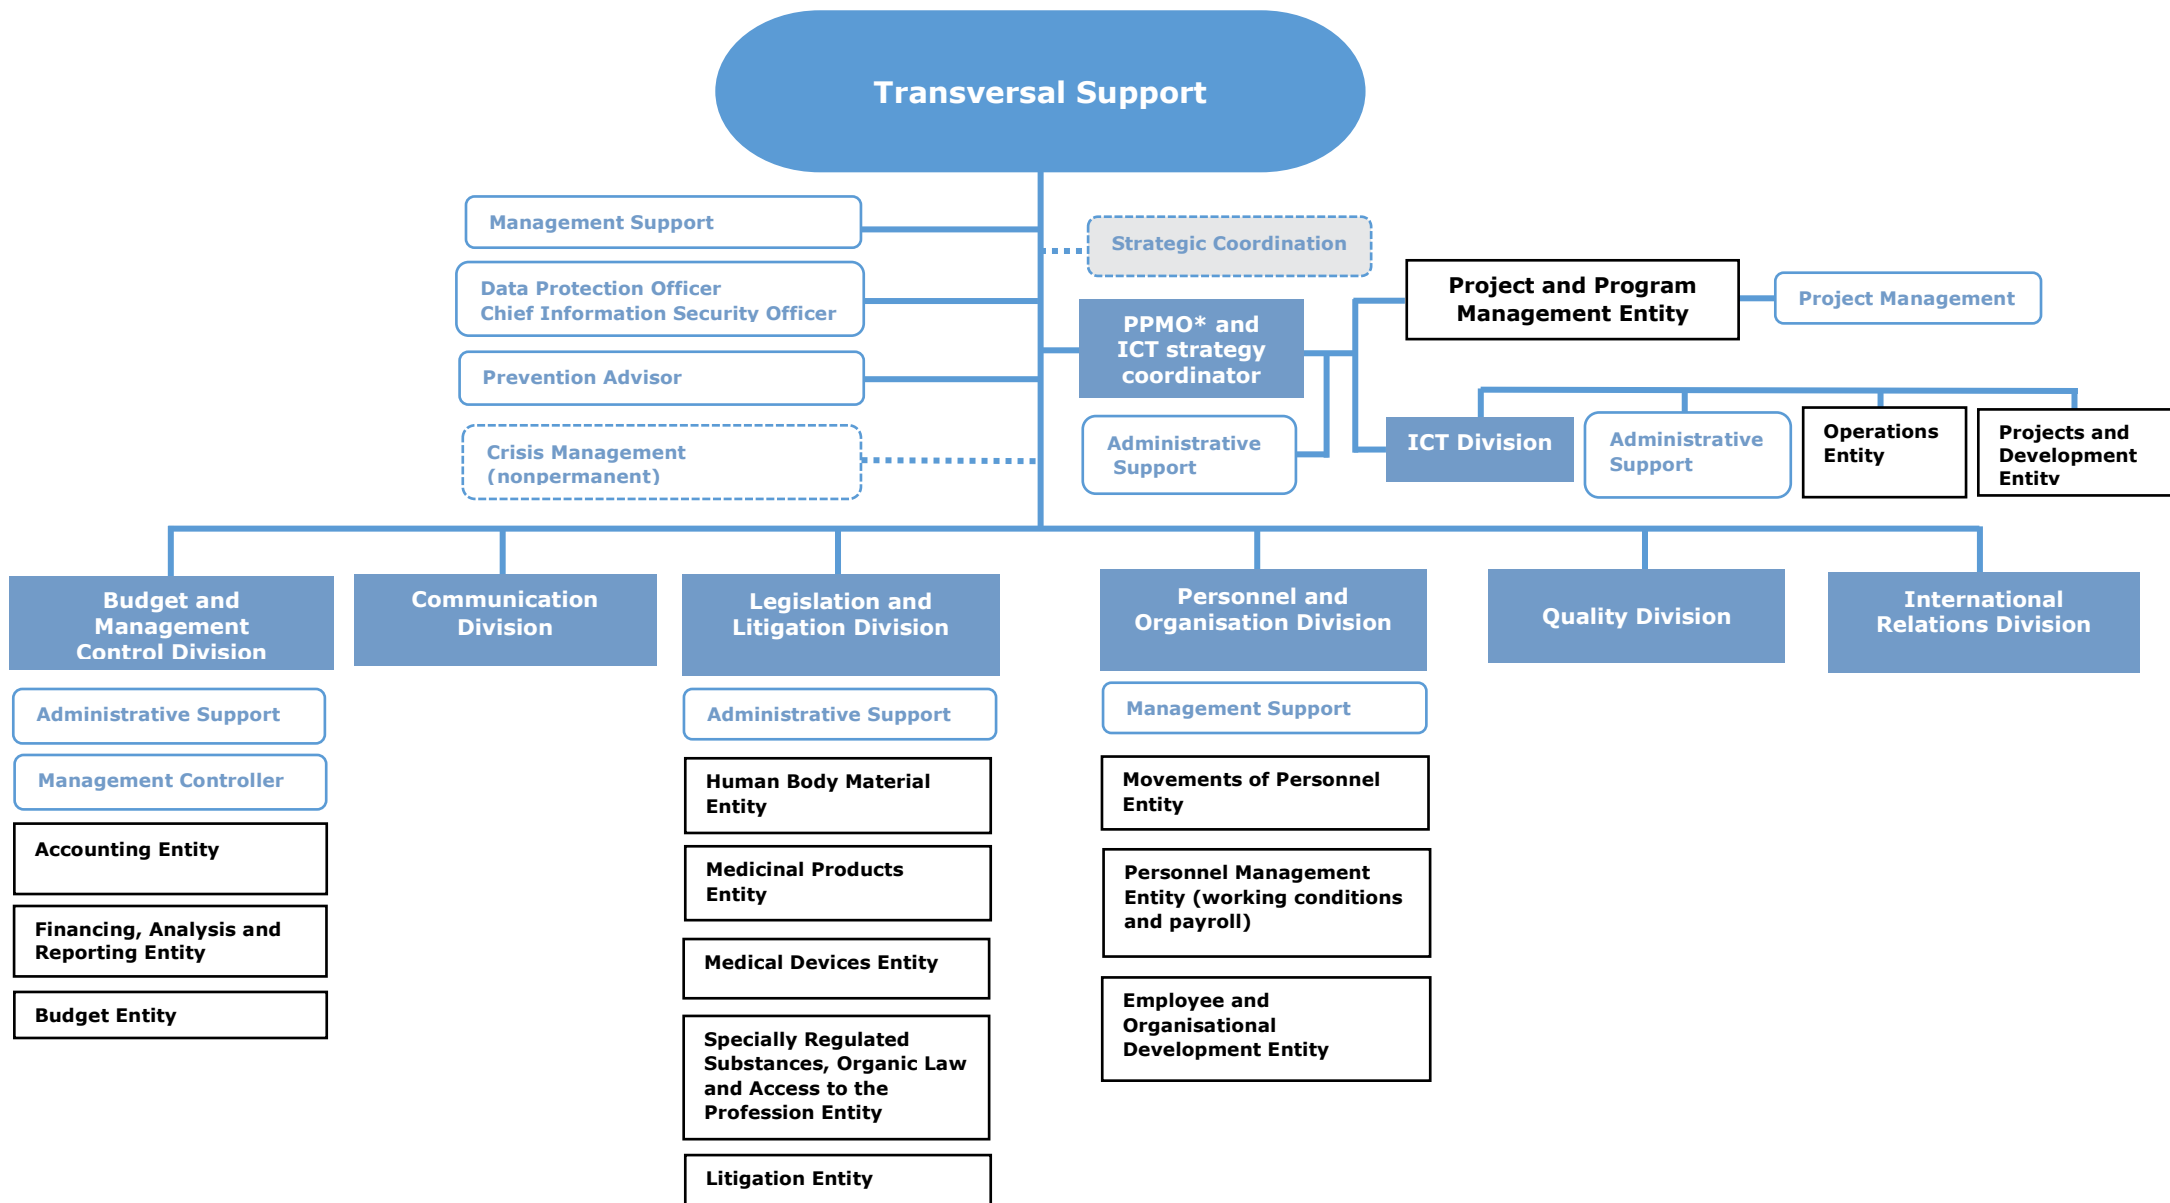 Transversal Support
Management Support
Strategic Coordination
Data Protection Officer
Chief Information Security Officer
Project and Program
Management Entity
Project Management
PPMO* and
ICT strategy
coordinator
Prevention Advisor
Administrative
Support
ICT Division
Administrative
Support
Operations
Entity
Projects and
Development
Entity
Crisis Management
(nonpermanent)
Budget and
Management
Control Division
Communication
Division
Legislation and
Litigation Division
Personnel and
Organisation Division
Quality Division
International
Relations Division
Administrative Support
Management Controller
Accounting Entity
Financing, Analysis and
Reporting Entity
Budget Entity
Administrative Support
Human Body Material
Entity
Medicinal Products
Entity
Medical Devices Entity
Specially Regulated
Substances, Organic Law
and Access to the
Profession Entity
Litigation Entity
Management Support
Movements of Personnel
Entity
Personnel Management
Entity (working conditions
and payroll)
Employee and
Organisational
Development Entity